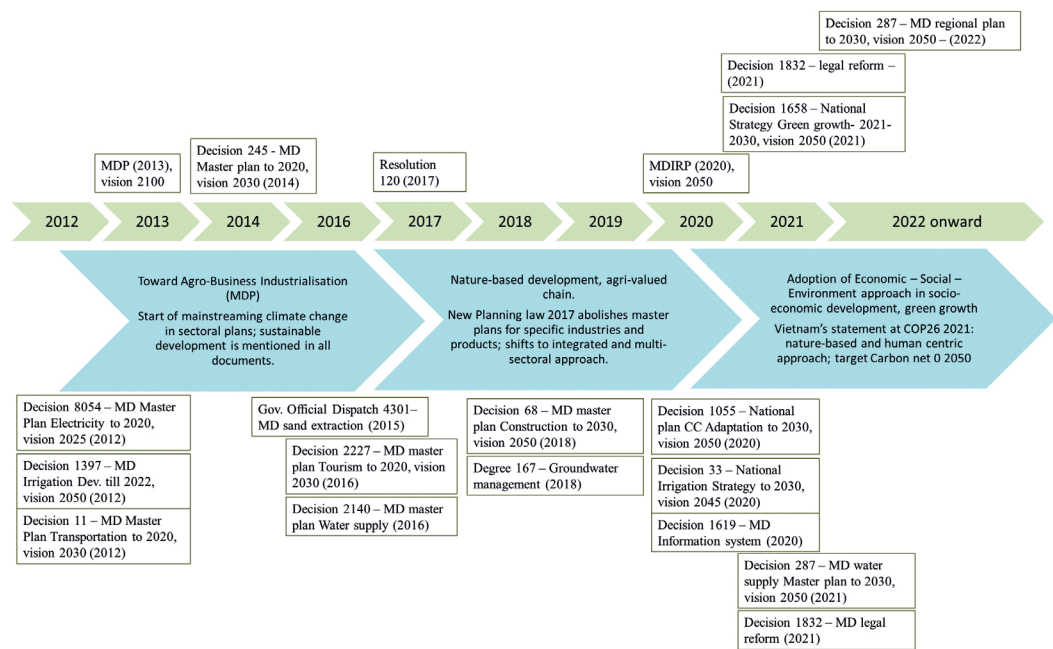 Decision 287 – MD regional plan
to 2030, vision 2050 – (2022)
Decision 1832 – legal reform –
(2021)
Decision 1658 – National
Strategy Green growth- 2021-
2030, vision 2050 (2021)
Decision 245 - MD
Master plan to 2020,
vision 2030 (2014)
MDP (2013),
vision 2100
Resolution
120 (2017)
MDIRP (2020),
vision 2050
2012
2013
2014
2016
2017
2018
2019
2020
2021
2022 onward
Toward Agro-Business Industrialisation
(MDP)
Start of mainstreaming climate change
in sectoral plans; sustainable
development is mentioned in all
documents.
Nature-based development, agri-valued
chain.
New Planning law 2017 abolishes master
plans for specific industries and
products; shifts to integrated and multi-
sectoral approach.
Adoption of Economic – Social –
Environment approach in socio-
economic development, green growth
Vietnam's statement at COP26 2021:
nature-based and human centric
approach; target Carbon net 0 2050
Decision 8054 – MD Master
Plan Electricity to 2020,
vision 2025 (2012)
Decision 1397 – MD
Irrigation Dev. till 2022,
vision 2050 (2012)
Decision 11 – MD Master
Plan Transportation to 2020,
vision 2030 (2012)
Gov. Official Dispatch 4301–
MD sand extraction (2015)
Decision 2227 – MD master
plan Tourism to 2020, vision
2030 (2016)
Decision 2140 – MD master
plan Water supply (2016)
Decision 68 – MD master
plan Construction to 2030,
vision 2050 (2018)
Degree 167 – Groundwater
management (2018)
Decision 1055 – National
plan CC Adaptation to 2030,
vision 2050 (2020)
Decision 33 – National
Irrigation Strategy to 2030,
vision 2045 (2020)
Decision 1619 – MD
Information system (2020)
Decision 287 – MD water
supply Master plan to 2030,
vision 2050 (2021)
Decision 1832 – MD legal
reform (2021)